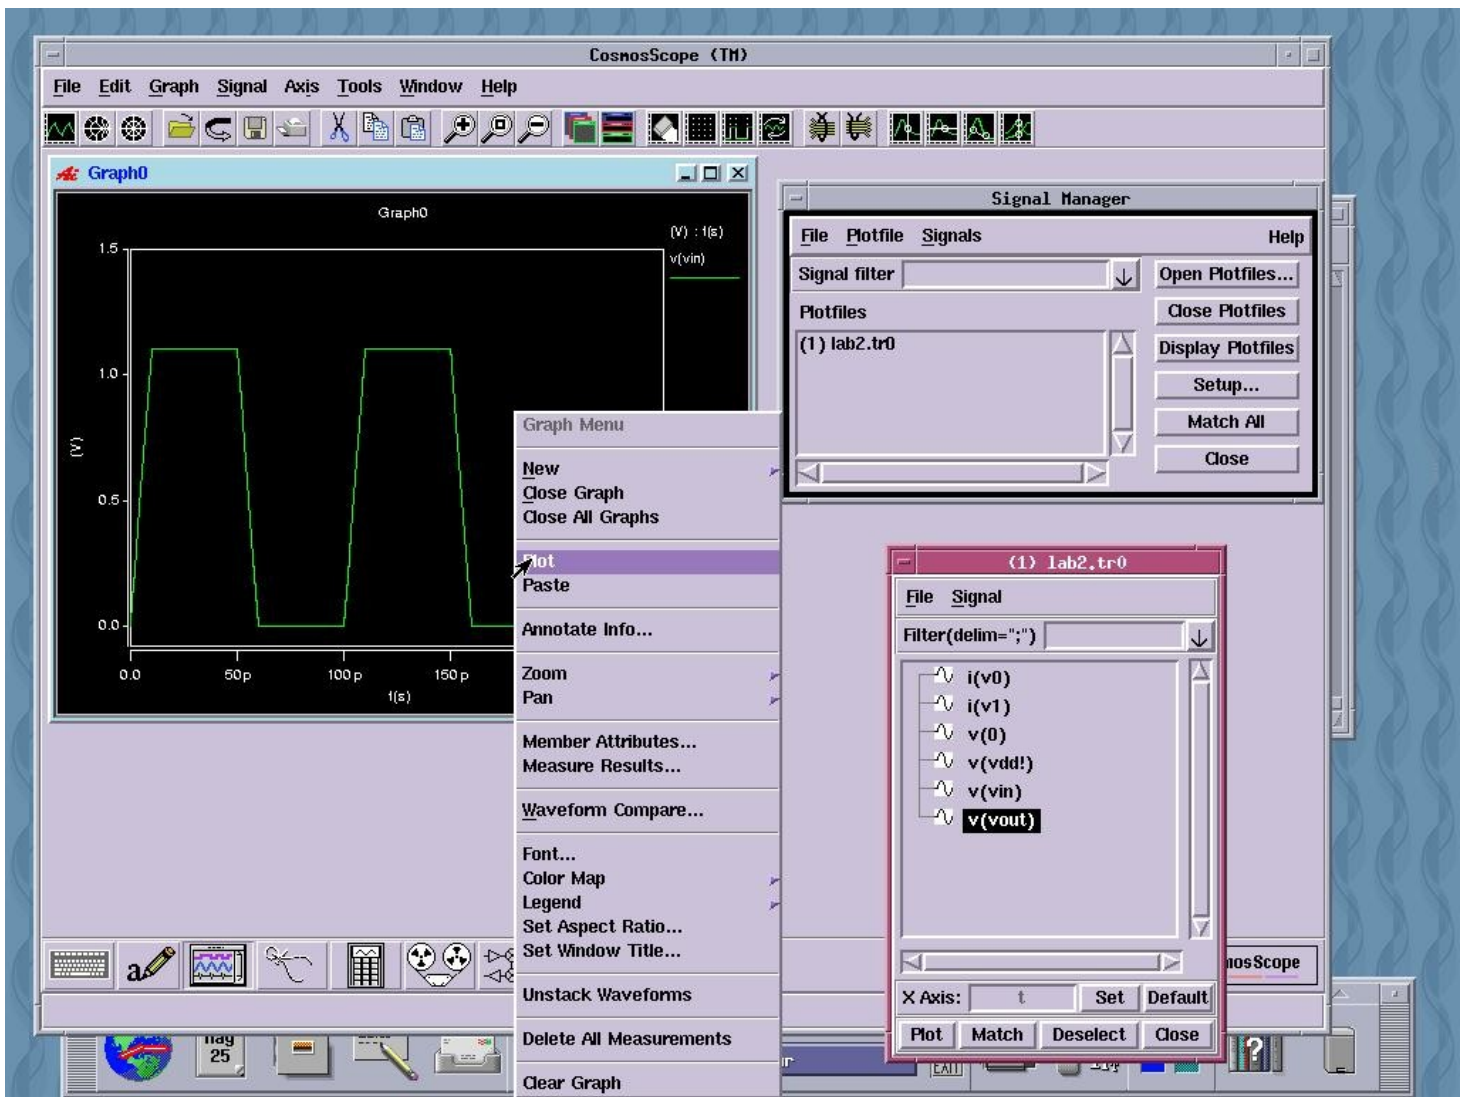 CosmosScope (TM)
File Edit Graph Signal Axis Tools Window Help
Graph0
Graph0
(V) : t(s)
v(vin)
1.5
1.0
(V)
0.5
0.0
0.0 50p 100p 150p
t(s)
Graph Menu
New
Close Graph
Close All Graphs
Plot
Paste
Annotate Info...
Zoom
Pan
Member Attributes...
Measure Results...
Waveform Compare...
Font...
Color Map
Legend
Set Aspect Ratio...
Set Window Title...
Unstack Waveforms
Delete All Measurements
Clear Graph
Signal Manager
File Plotfile Signals Help
Signal filter
Open Plotfiles...
Plotfiles
Close Plotfiles
(1) lab2.tr0
Display Plotfiles
Setup...
Match All
Close
(1) lab2.tr0
File Signal
Filter(delim=";")
i(v0)
i(v1)
v(0)
v(vdd!)
v(vin)
v(vout)
X Axis: t Set Default
Plot Match Deselect Close
mosScope
a
May
25
EXIT
?